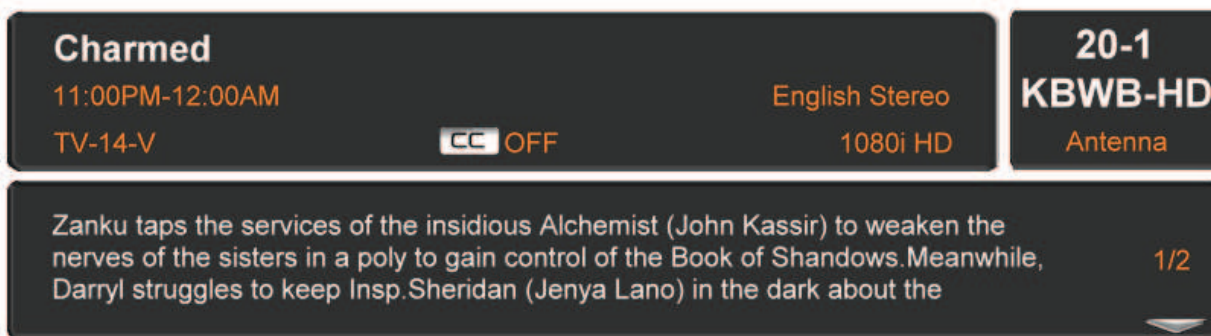 Charmed
11:00PM-12:00AM
English Stereo
TV-14-V
CC OFF
1080i HD
20-1
KBWB-HD
Antenna
Zanku taps the services of the insidious Alchemist (John Kassir) to weaken the
nerves of the sisters in a poly to gain control of the Book of Shandows.Meanwhile,
Darryl struggles to keep Insp.Sheridan (Jenya Lano) in the dark about the
1/2